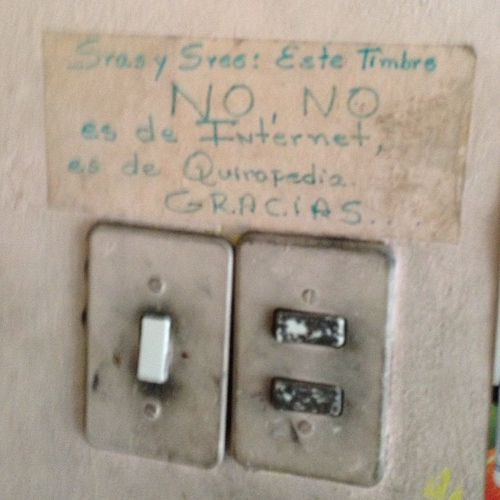 Sras y Sres: Este Timbre
NO, NO
es de Internet,
es de Quiropedia.
GRACIAS...